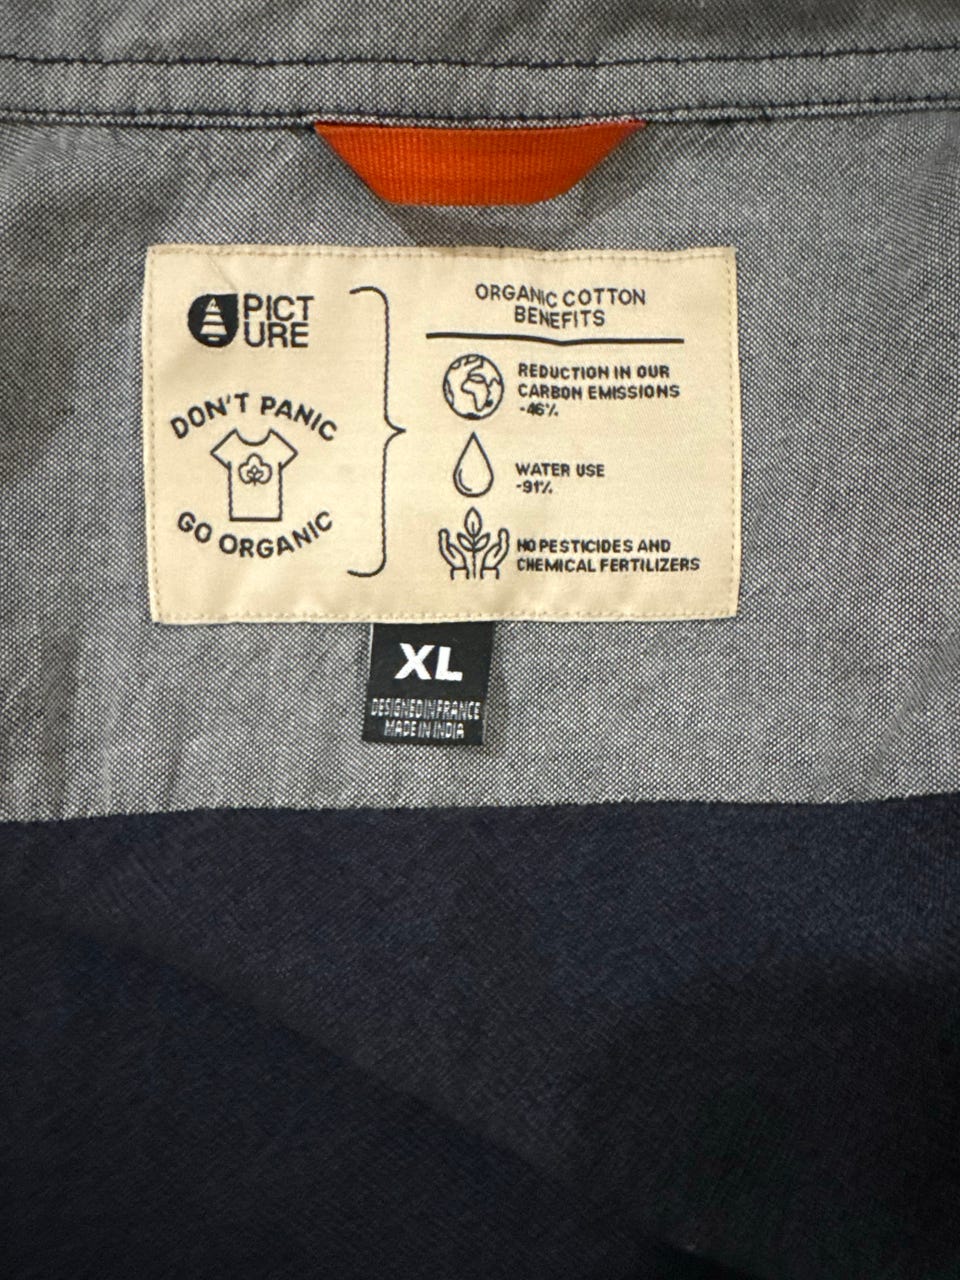 PICT
URE
DON'T PANIC
GO ORGANIC
ORGANIC COTTON
BENEFITS
REDUCTION IN OUR
CARBON EMISSIONS
-46%
WATER USE
-91%
NO PESTICIDES AND
CHEMICAL FERTILIZERS
XL
DESIGNED IN FRANCE
MADE IN INDIA